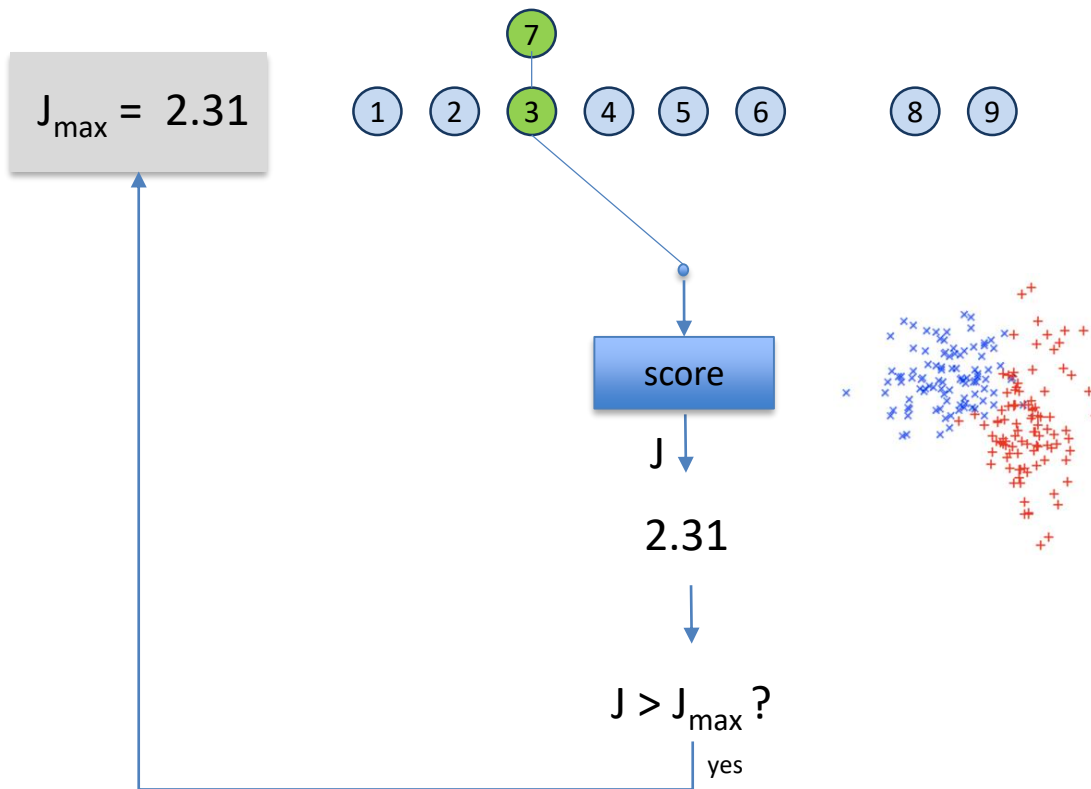 7
J_max = 2.31
1 2 3 4 5 6 8 9
score
J
2.31
J > J_max ?
yes